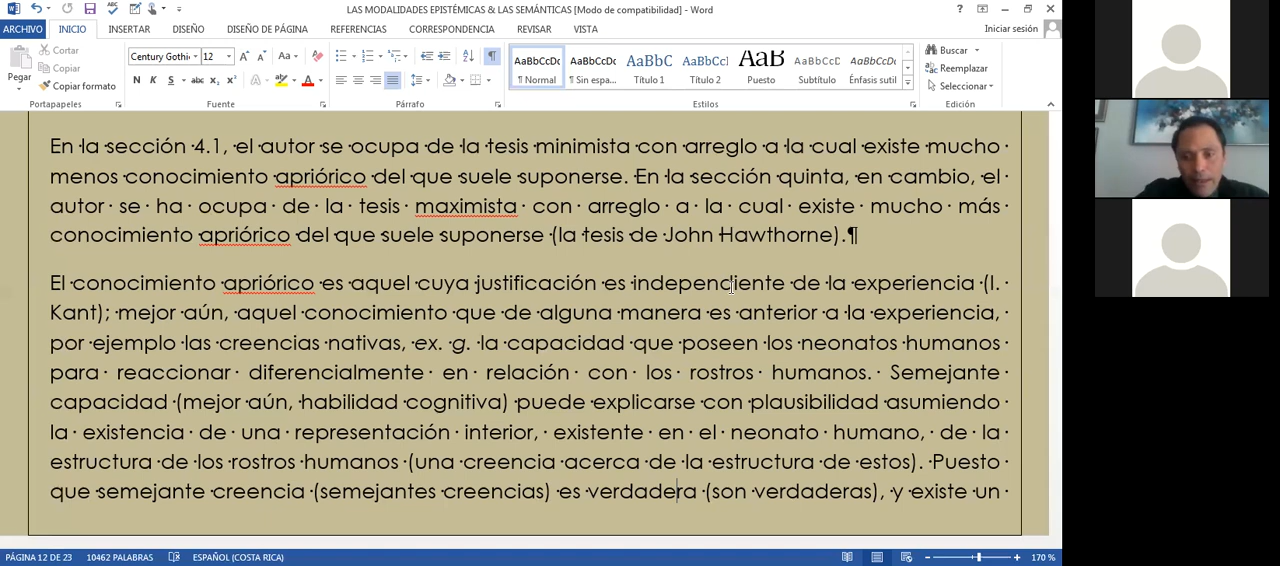 LAS MODALIDADES EPISTÉMICAS & LAS SEMÁNTICAS [Modo de compatibilidad] - Word
ARCHIVO INICIO INSERTAR DISEÑO DISEÑO DE PÁGINA REFERENCIAS CORRESPONDENCIA REVISAR VISTA Iniciar sesión
Pegar
Cortar
Copiar
Copiar formato
Portapapeles
Century Gothi 12
N K S abc x₂ x²
Fuente
Párrafo
AaBbCcDc AaBbCcDc AaBbC AaBbCcl AaB AaBbCcD AaBbCcDc
¶ Normal ¶ Sin espa... Título 1 Título 2 Puesto Subtítulo Énfasis sutil
Estilos
Buscar
Reemplazar
Seleccionar
Edición
En la sección 4.1, el autor se ocupa de la tesis minimista con arreglo a la cual existe mucho
menos conocimiento apriórico del que suele suponerse. En la sección quinta, en cambio, el
autor se ha ocupa de la tesis maximista con arreglo a la cual existe mucho más
conocimiento apriórico del que suele suponerse (la tesis de John Hawthorne).¶
El conocimiento apriórico es aquel cuya justificación es independiente de la experiencia (I.
Kant); mejor aún, aquel conocimiento que de alguna manera es anterior a la experiencia,
por ejemplo las creencias nativas, ex. g. la capacidad que poseen los neonatos humanos
para reaccionar diferencialmente en relación con los rostros humanos. Semejante
capacidad (mejor aún, habilidad cognitiva) puede explicarse con plausibilidad asumiendo
la existencia de una representación interior, existente en el neonato humano, de la
estructura de los rostros humanos (una creencia acerca de la estructura de estos). Puesto
que semejante creencia (semejantes creencias) es verdadera (son verdaderas), y existe un
PÁGINA 12 DE 23 10462 PALABRAS ESPAÑOL (COSTA RICA) 170 %